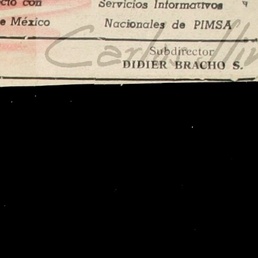 cio con Servicios Informativos
e México Nacionales de PIMSA
Subdirector
DIDIER BRACHO S.